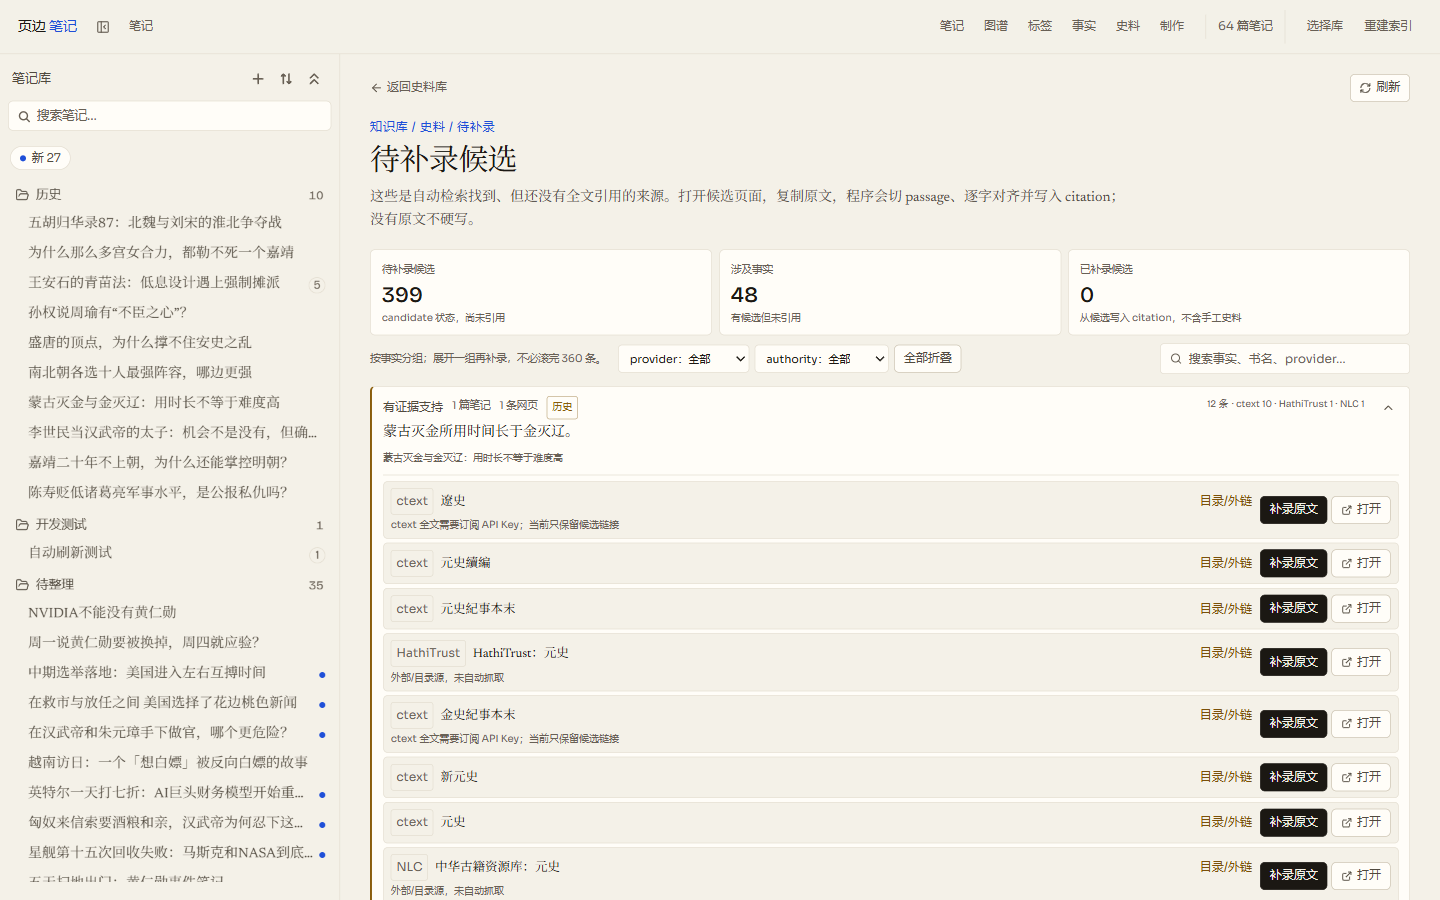 页边 笔记
笔记
笔记 图谱 标签 事实 史料 制作 64 篇笔记 选择库 重建索引
笔记库
搜索笔记...
新 27
历史 10
五胡归华录87：北魏与刘宋的淮北争夺战
为什么那么多宫女合力，都勒不死一个嘉靖
王安石的青苗法：低息设计遇上强制摊派 5
孙权说周瑜有“不臣之心”？
盛唐的顶点，为什么撑不住安史之乱
南北朝各选十人最强阵容，哪边更强
蒙古灭金与金灭辽：用时长不等于难度高
李世民当汉武帝的太子：机会不是没有，但确...
嘉靖二十年不上朝，为什么还能掌控明朝？
陈寿贬低诸葛亮军事水平，是公报私仇吗？
开发测试 1
自动刷新测试 1
待整理 35
NVIDIA不能没有黄仁勋
周一说黄仁勋要被换掉，周四就应验？
中期选举落地：美国进入左右互搏时间
在救市与放任之间 美国选择了花边桃色新闻
在汉武帝和朱元璋手下做官，哪个更危险？
越南访日：一个「想白嫖」被反向白嫖的故事
英特尔一天打七折：AI巨头财务模型开始重...
匈奴来信索要酒粮和亲，汉武帝为何忍下这...
星舰第十五次回收失败：马斯克和NASA到底...
返回史料库
刷新
知识库 / 史料 / 待补录
待补录候选
这些是自动检索找到、但还没有全文引用的来源。打开候选页面，复制原文，程序会切 passage、逐字对齐并写入 citation；
没有原文不硬写。
待补录候选
399
candidate 状态，尚未引用
涉及事实
48
有候选但未引用
已补录候选
0
从候选写入 citation，不含手工史料
按事实分组；展开一组再补录，不必滚完 360 条。
provider：全部
authority：全部
全部折叠
搜索事实、书名、provider...
有证据支持 1 篇笔记 1 条网页 历史
12 条 · ctext 10 · HathiTrust 1 · NLC 1
蒙古灭金所用时间长于金灭辽。
蒙古灭金与金灭辽：用时长不等于难度高
ctext 遼史 目录/外链 补录原文 打开
ctext 全文需要订阅 API Key；当前只保留候选链接
ctext 元史續編 目录/外链 补录原文 打开
ctext 元史紀事本末 目录/外链 补录原文 打开
HathiTrust HathiTrust：元史 目录/外链 补录原文 打开
外部/目录源，未自动抓取
ctext 金史紀事本末 目录/外链 补录原文 打开
ctext 全文需要订阅 API Key；当前只保留候选链接
ctext 新元史 目录/外链 补录原文 打开
ctext 元史 目录/外链 补录原文 打开
NLC 中华古籍资源库：元史 目录/外链 补录原文 打开
外部/目录源，未自动抓取